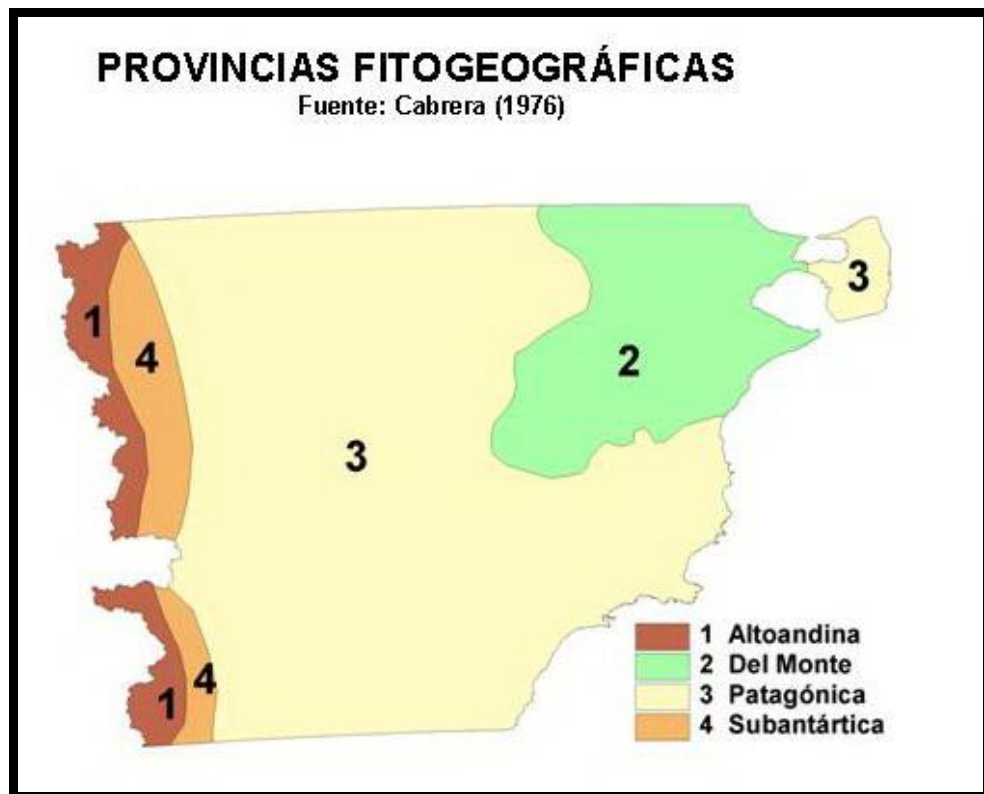 PROVINCIAS FITOGEOGRÁFICAS
Fuente: Cabrera (1976)
1
4
3
2
3
4
1
1 Altoandina
2 Del Monte
3 Patagónica
4 Subantártica